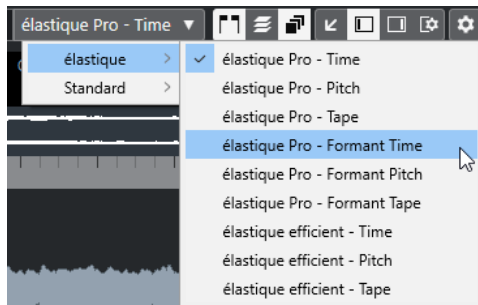 élastique Pro - Time
élastique
Standard
élastique Pro - Time
élastique Pro - Pitch
élastique Pro - Tape
élastique Pro - Formant Time
élastique Pro - Formant Pitch
élastique Pro - Formant Tape
élastique efficient - Time
élastique efficient - Pitch
élastique efficient - Tape